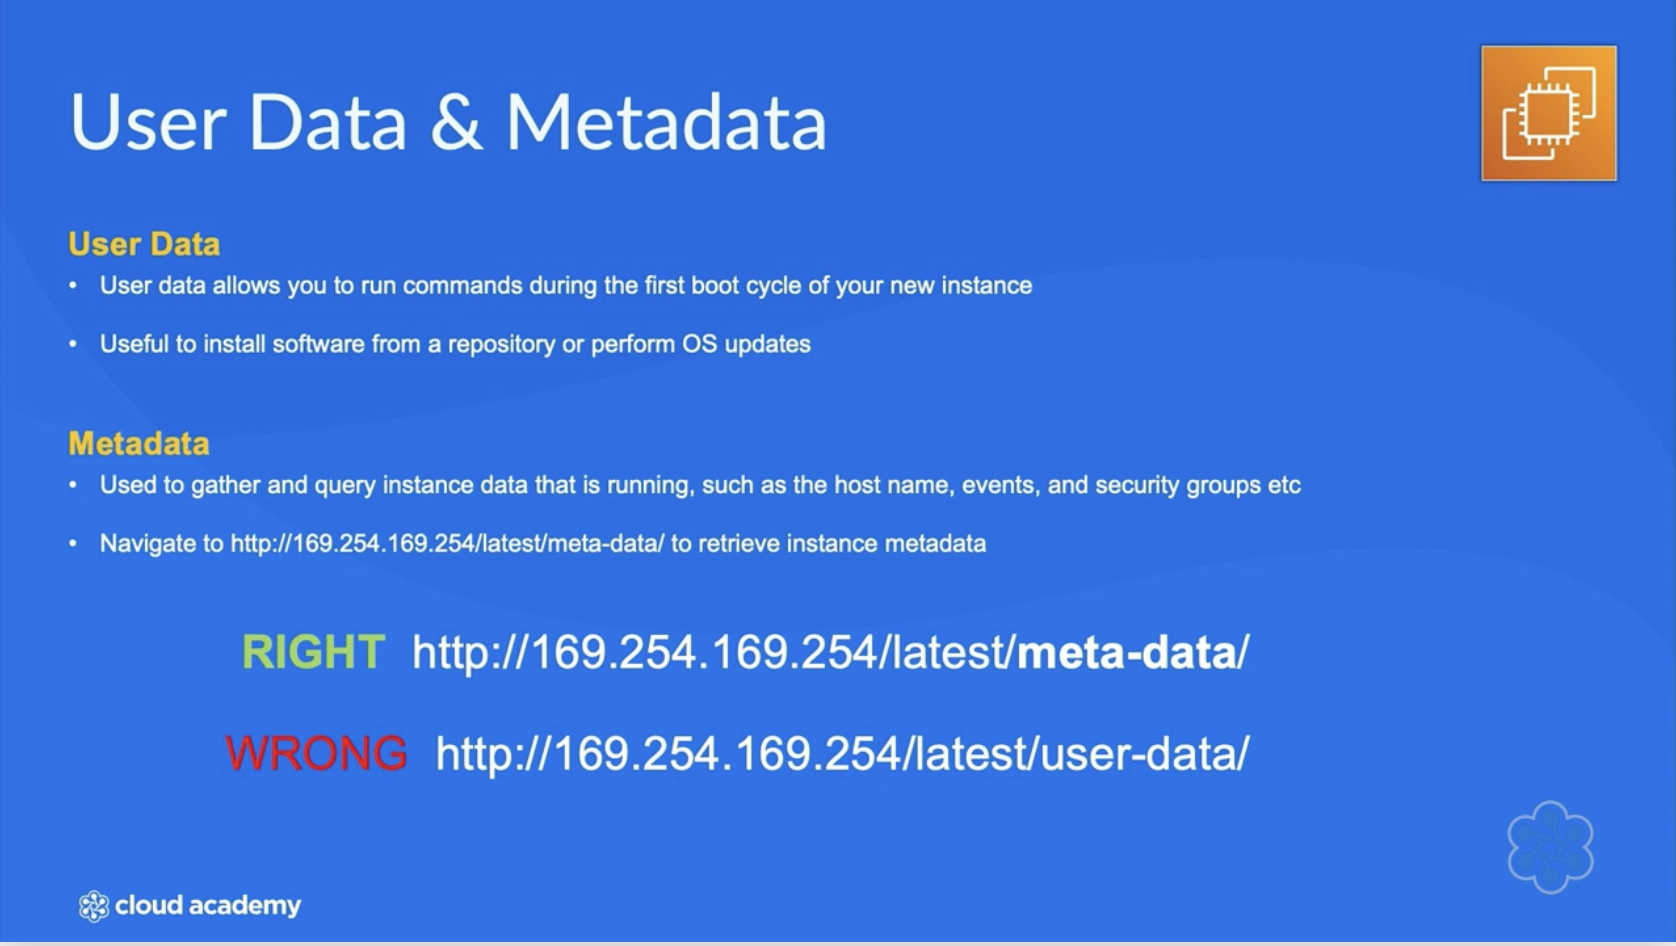 User Data & Metadata
User Data
• User data allows you to run commands during the first boot cycle of your new instance
• Useful to install software from a repository or perform OS updates
Metadata
• Used to gather and query instance data that is running, such as the host name, events, and security groups etc
• Navigate to http://169.254.169.254/latest/meta-data/ to retrieve instance metadata
RIGHT http://169.254.169.254/latest/meta-data/
WRONG http://169.254.169.254/latest/user-data/
cloud academy